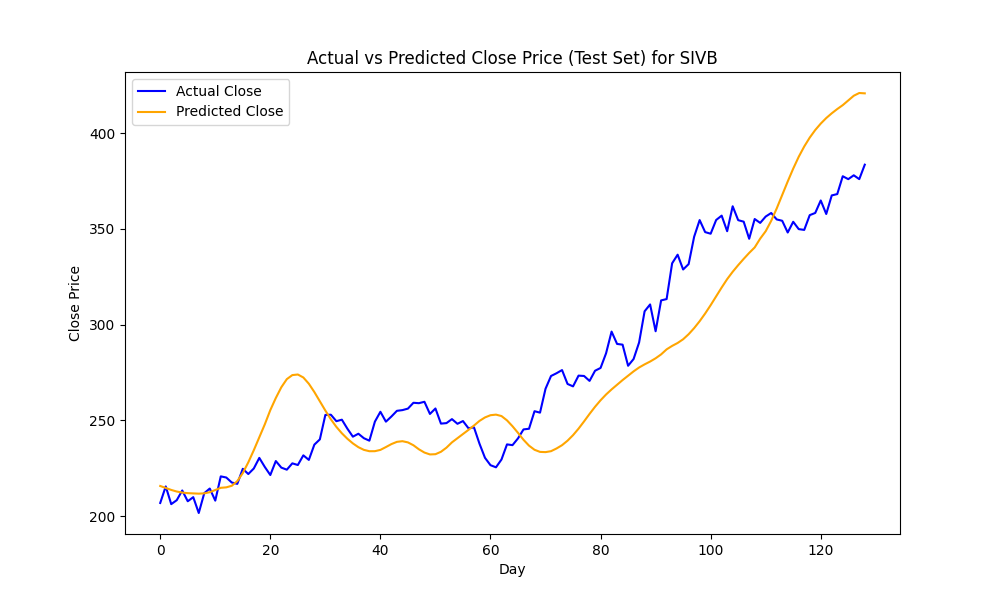 Actual vs Predicted Close Price (Test Set) for SIVB
Actual Close
Predicted Close
Close Price
400
350
300
250
200
0 20 40 60 80 100 120
Day